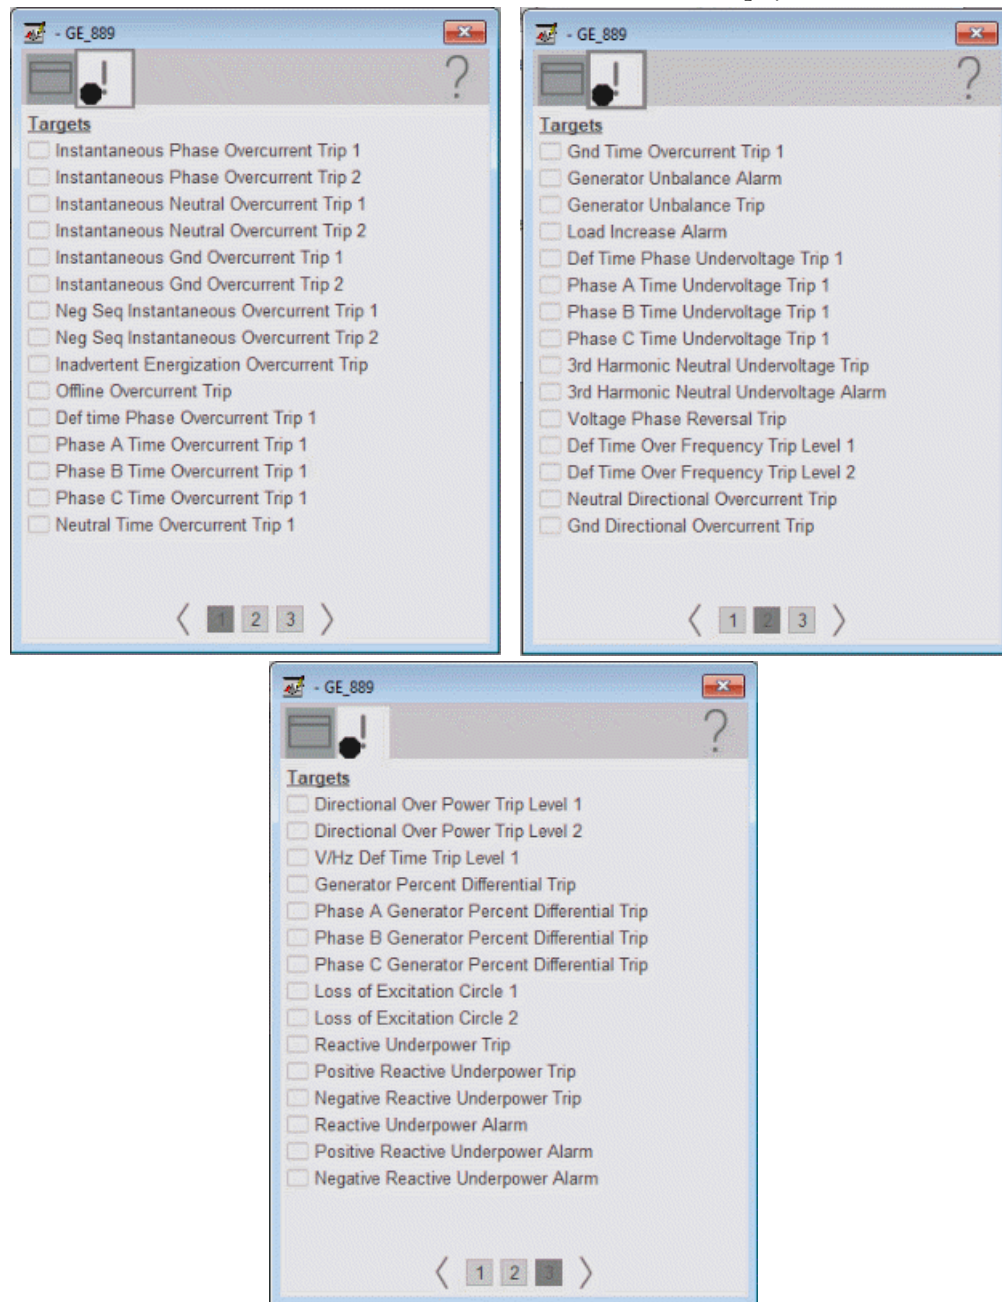 - GE_889
?
Targets
Instantaneous Phase Overcurrent Trip 1
Instantaneous Phase Overcurrent Trip 2
Instantaneous Neutral Overcurrent Trip 1
Instantaneous Neutral Overcurrent Trip 2
Instantaneous Gnd Overcurrent Trip 1
Instantaneous Gnd Overcurrent Trip 2
Neg Seq Instantaneous Overcurrent Trip 1
Neg Seq Instantaneous Overcurrent Trip 2
Inadvertent Energization Overcurrent Trip
Offline Overcurrent Trip
Def time Phase Overcurrent Trip 1
Phase A Time Overcurrent Trip 1
Phase B Time Overcurrent Trip 1
Phase C Time Overcurrent Trip 1
Neutral Time Overcurrent Trip 1
1 2 3
- GE_889
?
Targets
Gnd Time Overcurrent Trip 1
Generator Unbalance Alarm
Generator Unbalance Trip
Load Increase Alarm
Def Time Phase Undervoltage Trip 1
Phase A Time Undervoltage Trip 1
Phase B Time Undervoltage Trip 1
Phase C Time Undervoltage Trip 1
3rd Harmonic Neutral Undervoltage Trip
3rd Harmonic Neutral Undervoltage Alarm
Voltage Phase Reversal Trip
Def Time Over Frequency Trip Level 1
Def Time Over Frequency Trip Level 2
Neutral Directional Overcurrent Trip
Gnd Directional Overcurrent Trip
1 2 3
- GE_889
?
Targets
Directional Over Power Trip Level 1
Directional Over Power Trip Level 2
V/Hz Def Time Trip Level 1
Generator Percent Differential Trip
Phase A Generator Percent Differential Trip
Phase B Generator Percent Differential Trip
Phase C Generator Percent Differential Trip
Loss of Excitation Circle 1
Loss of Excitation Circle 2
Reactive Underpower Trip
Positive Reactive Underpower Trip
Negative Reactive Underpower Trip
Reactive Underpower Alarm
Positive Reactive Underpower Alarm
Negative Reactive Underpower Alarm
1 2 3